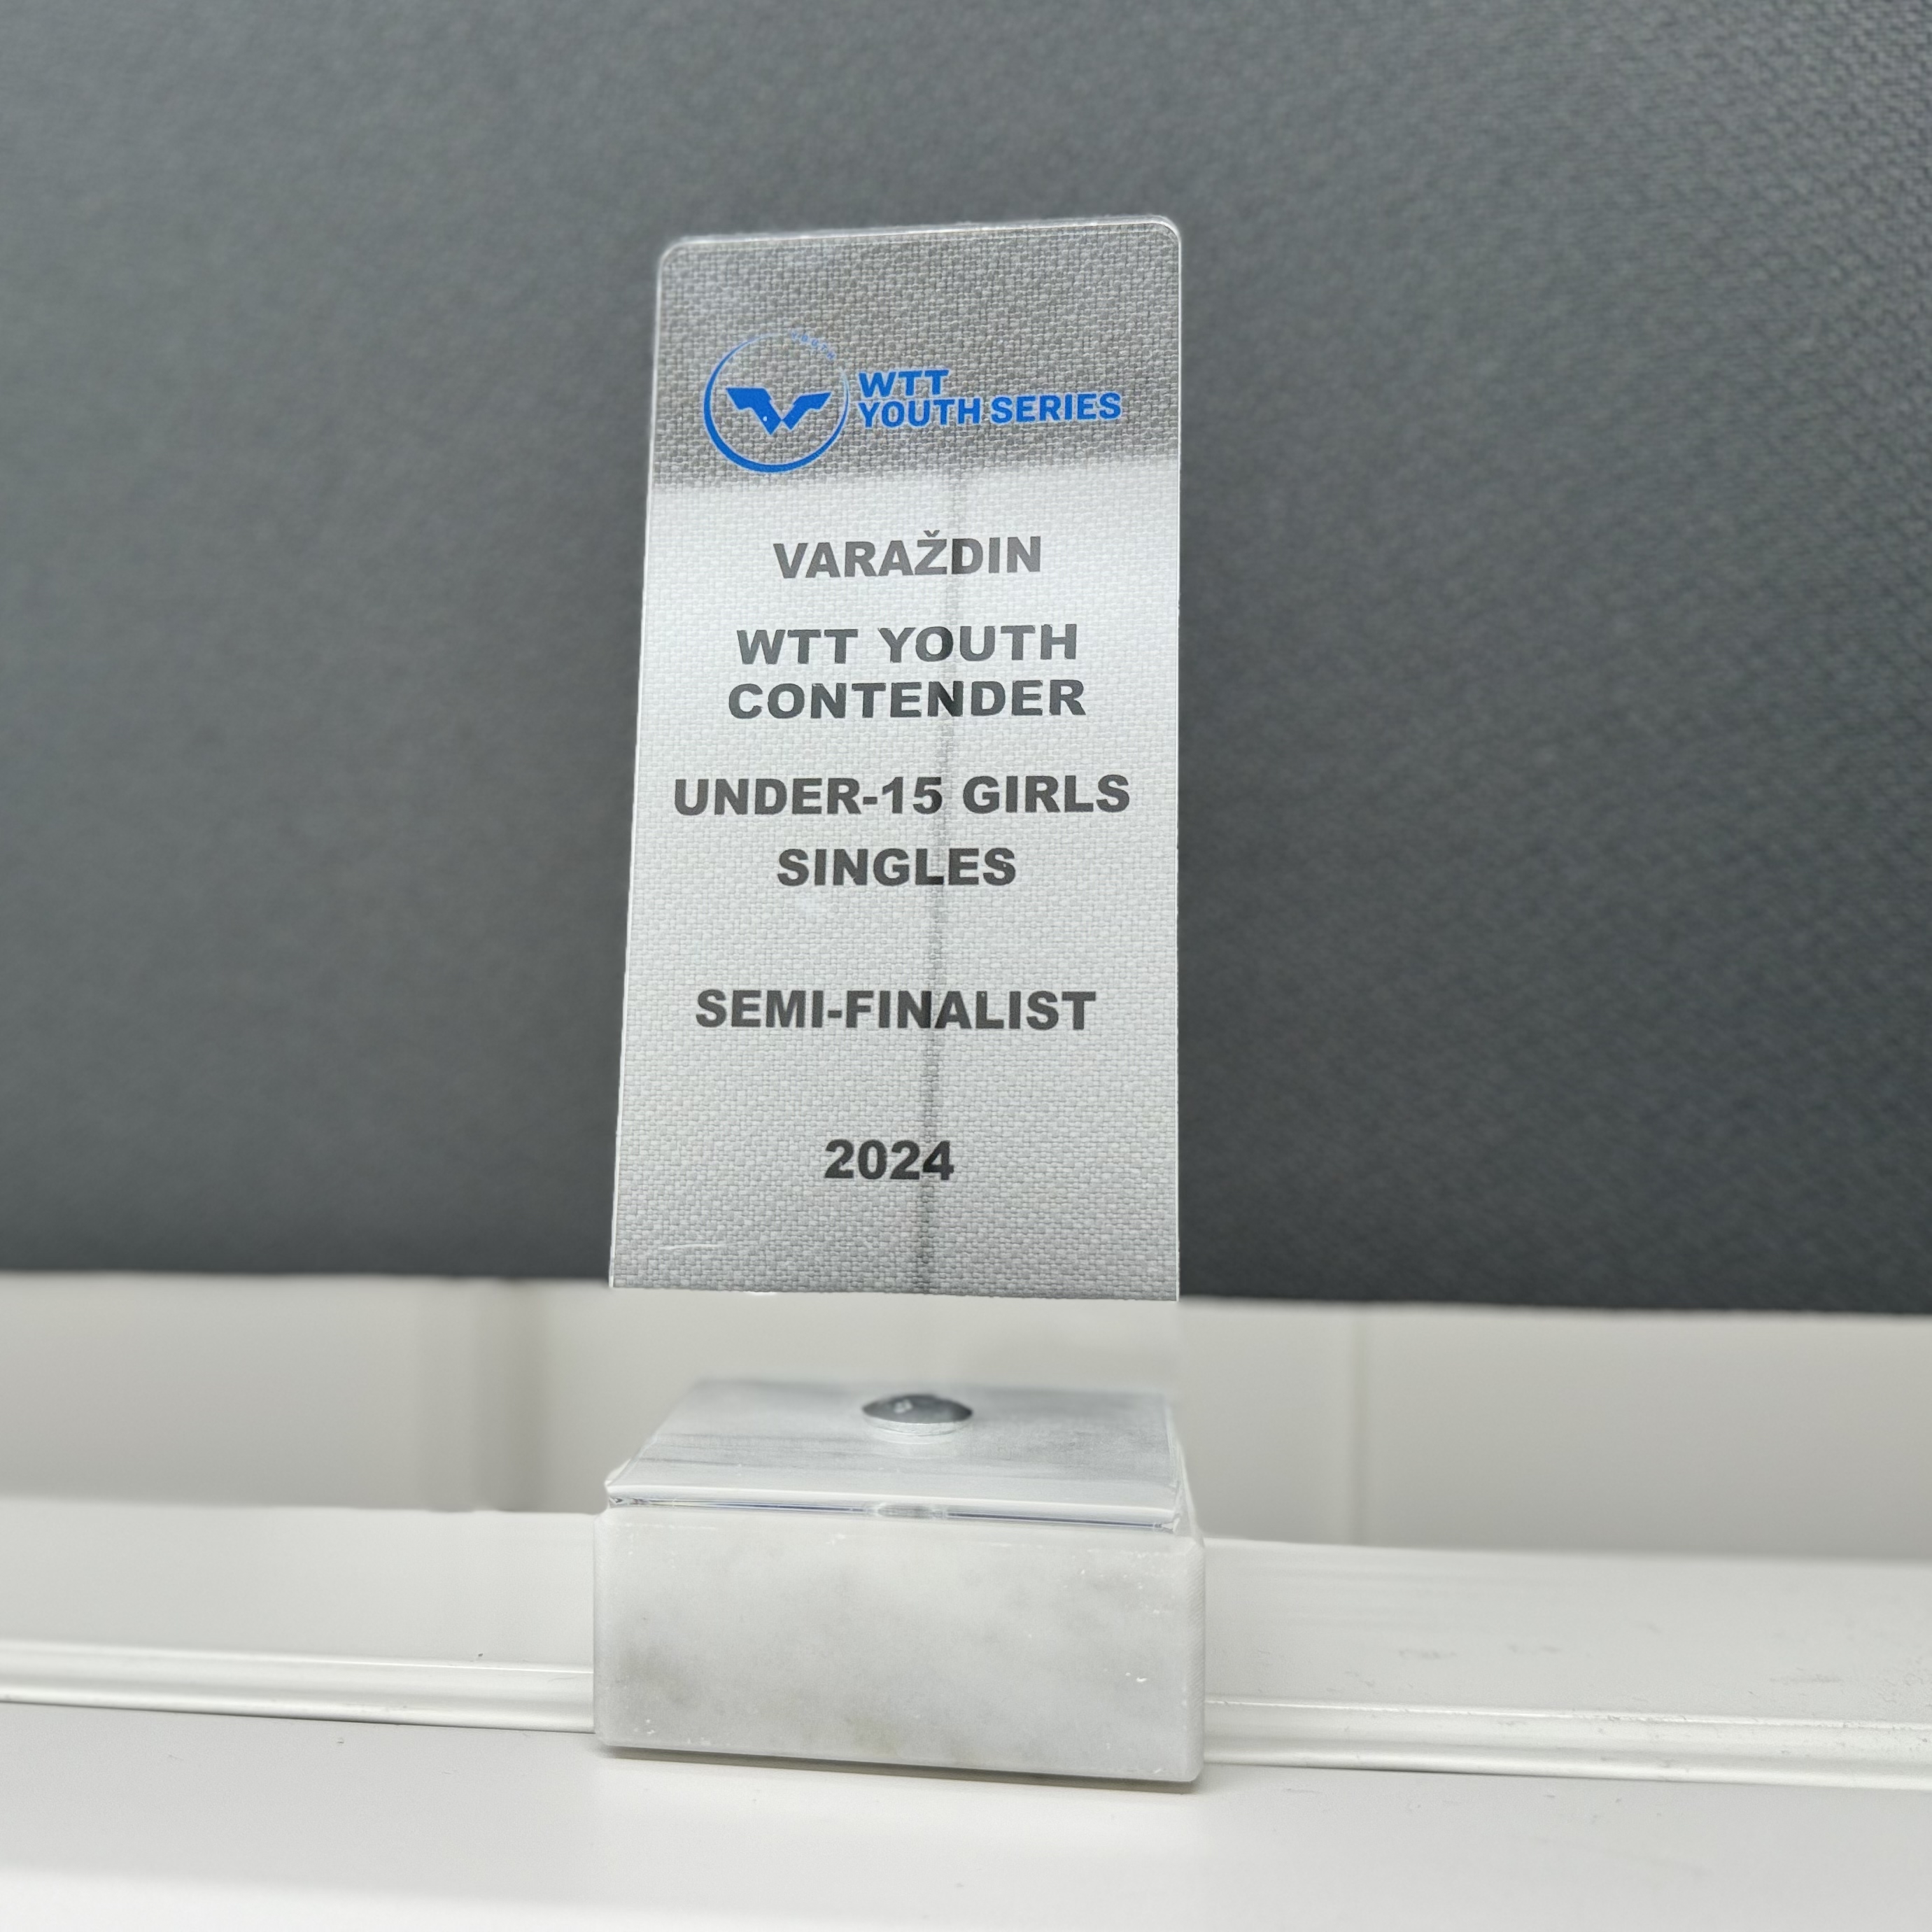 WTT
YOUTH SERIES
VARAŽDIN
WTT YOUTH
CONTENDER
UNDER-15 GIRLS
SINGLES
SEMI-FINALIST
2024